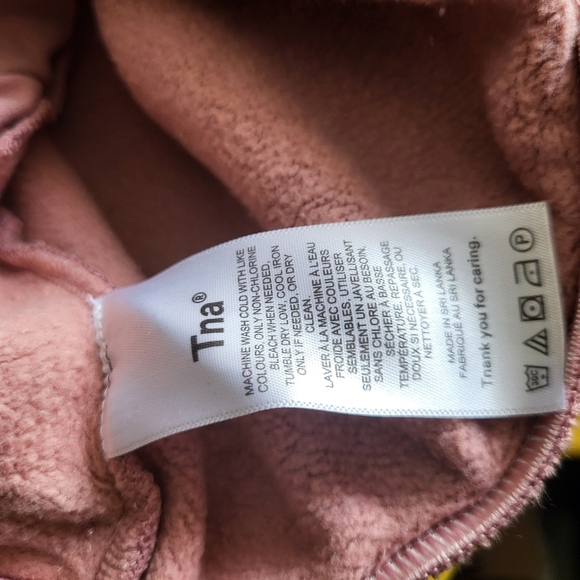 Tna®
MACHINE WASH COLD WITH LIKE
COLOURS, ONLY NON-CHLORINE
BLEACH WHEN NEEDED,
TUMBLE DRY LOW, COOL IRON
ONLY IF NEEDED, OR DRY
CLEAN.
LAVER À LA MACHINE À L'EAU
FROIDE AVEC COULEURS
SEMBLABLES, UTILISER
SEULEMENT UN JAVELLISANT
SANS CHLORE AU BESOIN,
SÉCHER À BASSE
TEMPÉRATURE, REPASSAGE
DOUX SI NÉCESSAIRE, OU
NETTOYER À SEC.
MADE IN SRI LANKA
FABRIQUÉ AU SRI LANKA
Tnank you for caring.
30C P